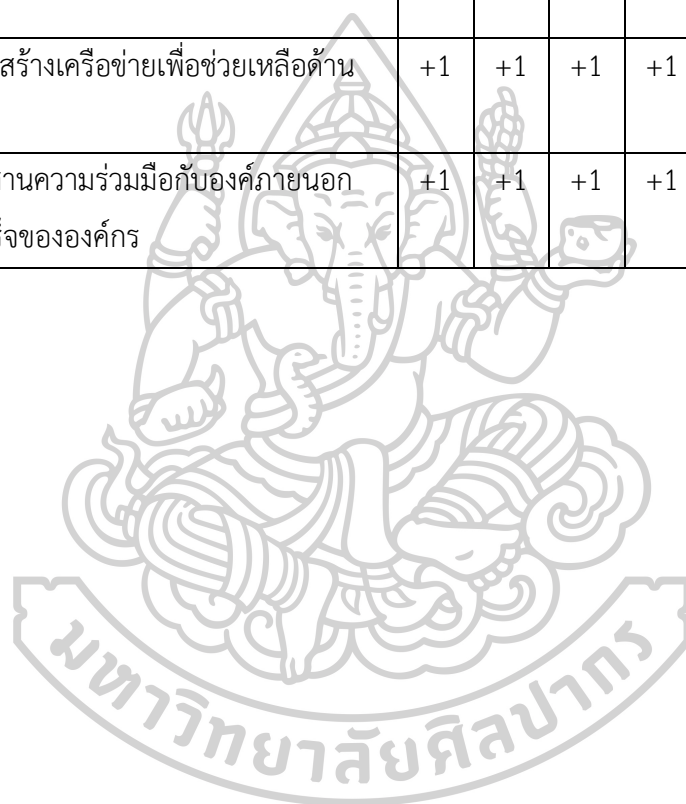 สร้างเครือข่ายเพื่อช่วยเหลือด้าน +1 +1 +1 +1
านความร่วมมือกับองค์ภายนอก +1 +1 +1 +1
จขององค์กร
มหาวิทยาลัยศิลปากร